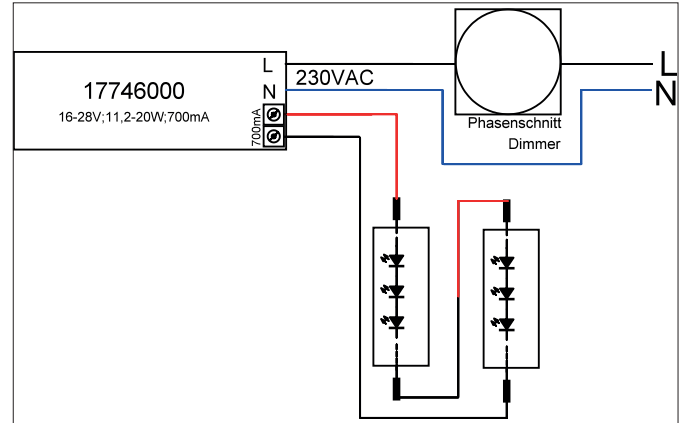 L
230VAC
L
17746000
N
N
16-28V;11,2-20W;700mA
700mA
Phasenschnitt
Dimmer